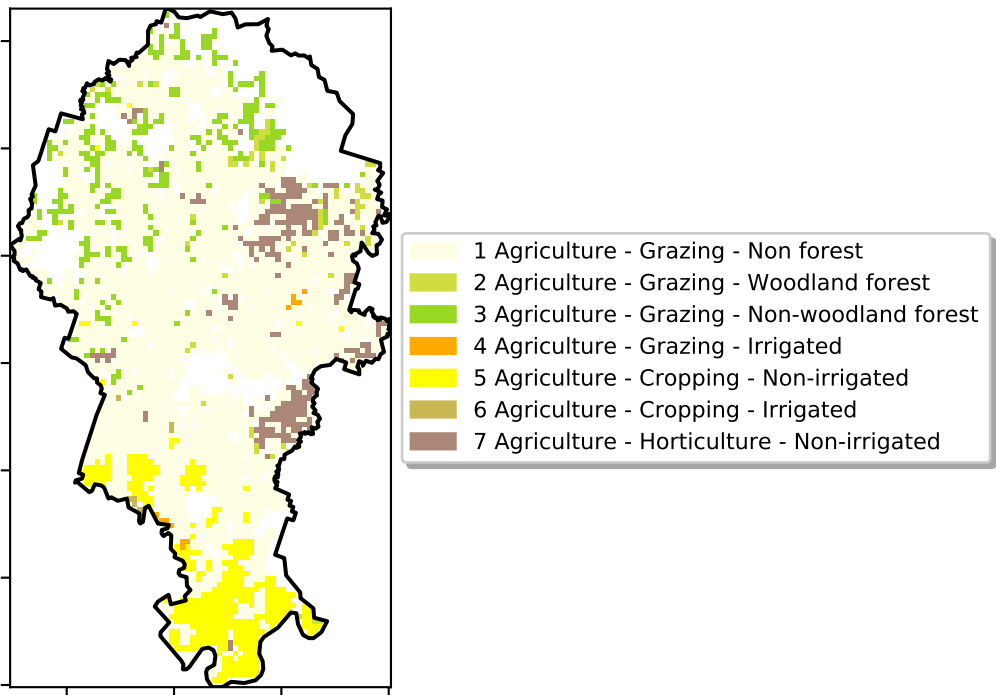 1 Agriculture - Grazing - Non forest
2 Agriculture - Grazing - Woodland forest
3 Agriculture - Grazing - Non-woodland forest
4 Agriculture - Grazing - Irrigated
5 Agriculture - Cropping - Non-irrigated
6 Agriculture - Cropping - Irrigated
7 Agriculture - Horticulture - Non-irrigated